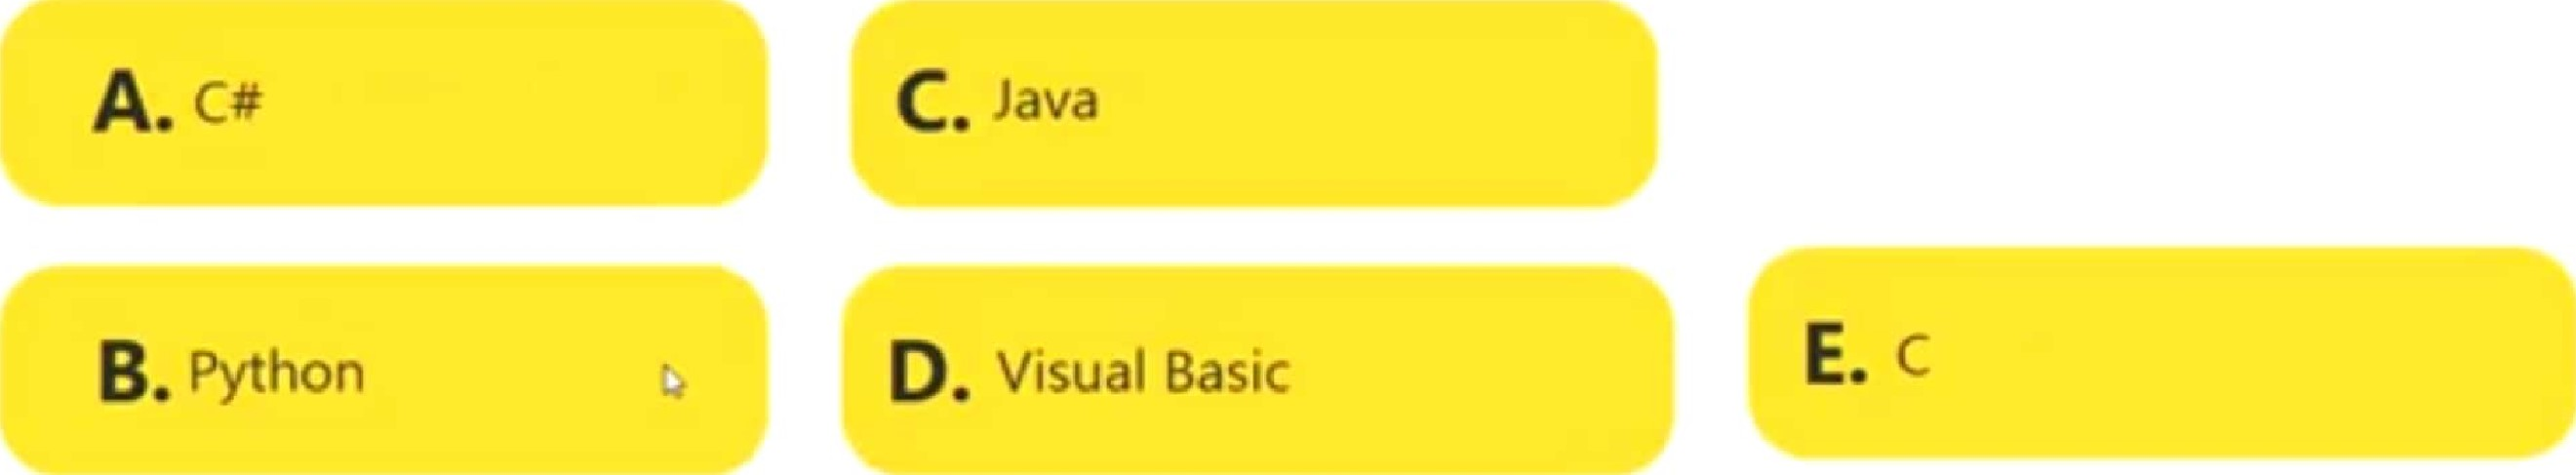 A. C#
B. Python
C. Java
D. Visual Basic
E. C